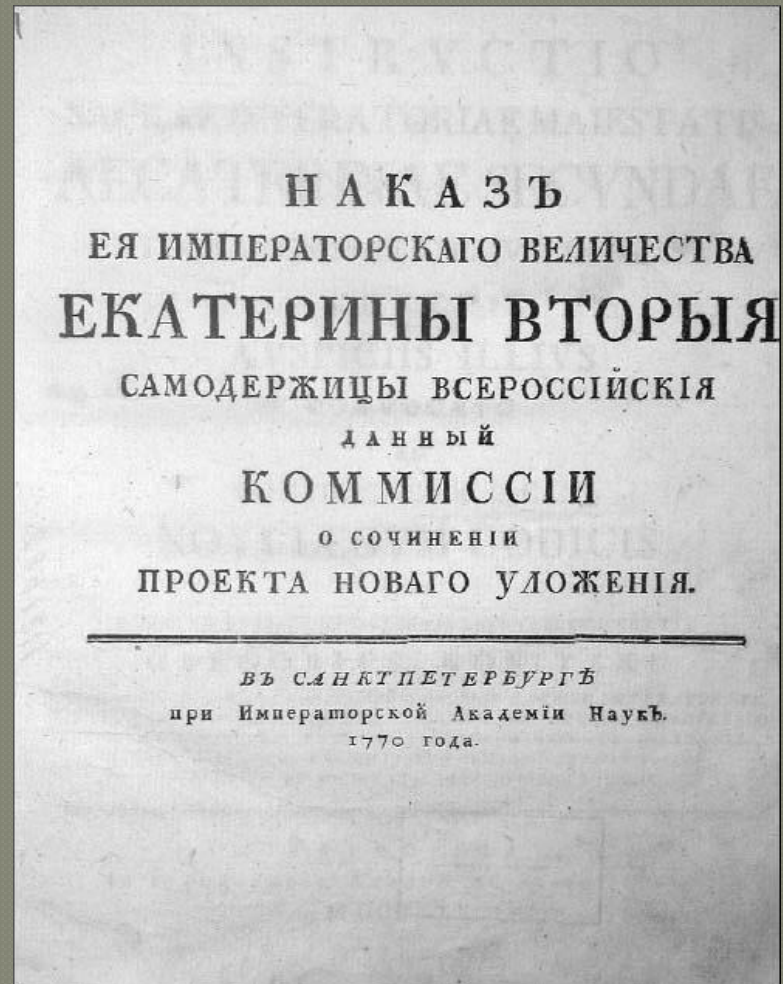 НАКАЗЪ
ЕЯ ИМПЕРАТОРСКАГО ВЕЛИЧЕСТВА
ЕКАТЕРИНЫ ВТОРЫЯ
САМОДЕРЖИЦЫ ВСЕРОССІЙСКІЯ
ДАННЫЙ
КОММИССІИ
О СОЧИНЕНІИ
ПРОЕКТА НОВАГО УЛОЖЕНІЯ.
ВЪ САНКТПЕТЕРБУРГѢ
при Императорской Академіи Наукъ.
1770 года.